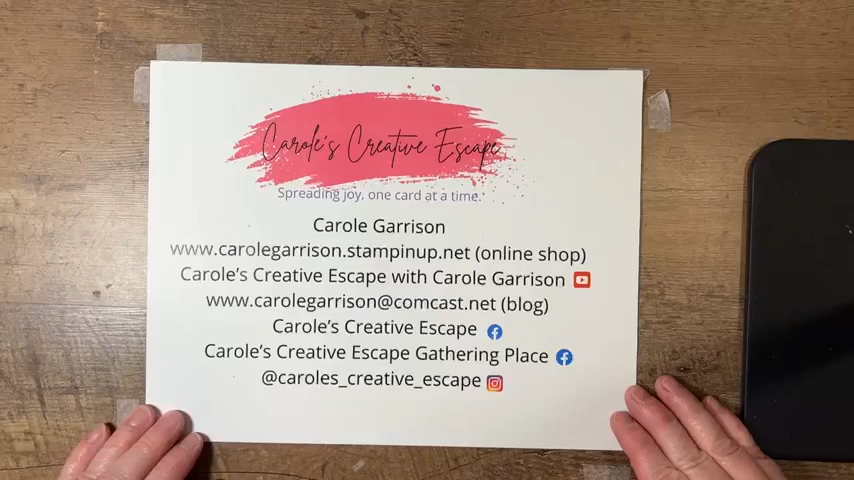 Carole's Creative Escape
Spreading joy, one card at a time.
Carole Garrison
www.carolegarrison.stampinup.net (online shop)
Carole's Creative Escape with Carole Garrison
www.carolegarrison@comcast.net (blog)
Carole's Creative Escape
Carole's Creative Escape Gathering Place
@caroles_creative_escape